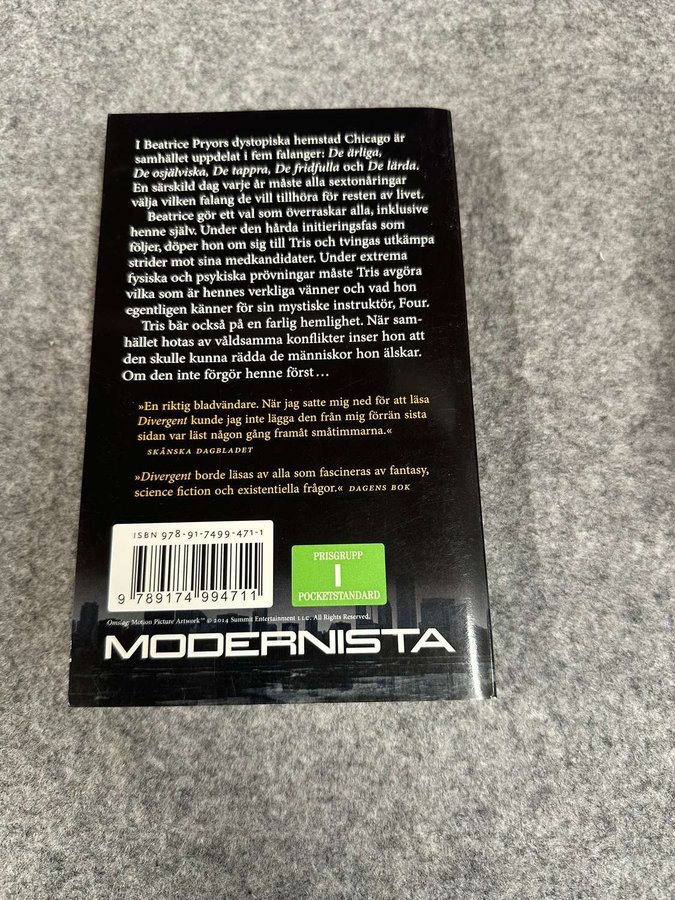 I Beatrice Pryors dystopiska hemstad Chicago är
samhället uppdelat i fem falanger: De ärliga,
De osjälviska, De tappra, De fridfulla och De lärda.
En särskild dag varje år måste alla sextonåringar
välja vilken falang de vill tillhöra för resten av livet.
Beatrice gör ett val som överraskar alla, inklusive
henne själv. Under den hårda initieringsfas som
följer, döper hon om sig till Tris och tvingas utkämpa
strider mot sina medkandidater. Under extrema
fysiska och psykiska prövningar måste Tris avgöra
vilka som är hennes verkliga vänner och vad hon
egentligen känner för sin mystiske instruktör, Four.
Tris bär också på en farlig hemlighet. När sam-
hället hotas av våldsamma konflikter inser hon att
den skulle kunna rädda de människor hon älskar.
Om den inte förgör henne först …
»En riktig bladvändare. När jag satte mig ned för att läsa
Divergent kunde jag inte lägga den från mig förrän sista
sidan var läst någon gång framåt småtimmarna.«
SKÅNSKA DAGBLADET
»Divergent borde läsas av alla som fascineras av fantasy,
science fiction och existentiella frågor.« DAGENS BOK
ISBN 978-91-7499-471-1
9 789174 994711
PRISGRUPP
I
POCKETSTANDARD
Omslag: Motion Picture Artwork™ © 2014 Summit Entertainment LLC. All Rights Reserved.
MODERNISTA